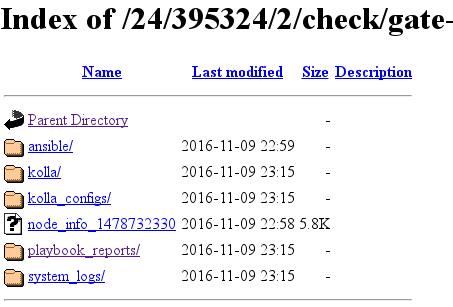 Index of /24/395324/2/check/gate-
Name Last modified Size Description
Parent Directory -
ansible/ 2016-11-09 22:59 -
kolla/ 2016-11-09 23:15 -
kolla_configs/ 2016-11-09 23:15 -
node_info_1478732330 2016-11-09 22:58 5.8K
playbook_reports/ 2016-11-09 23:15 -
system_logs/ 2016-11-09 23:15 -